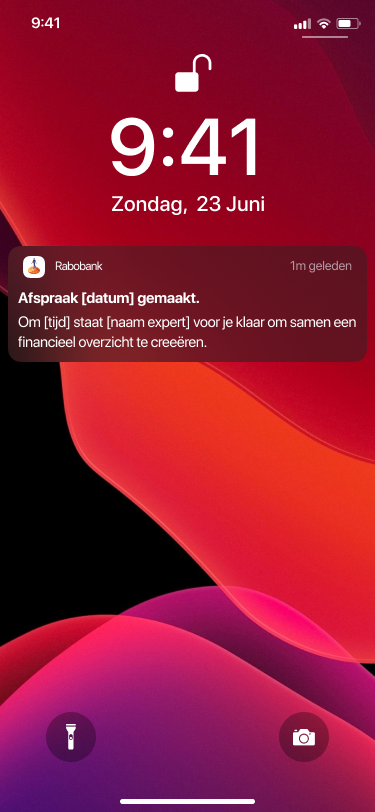 9:41
9:41
Zondag, 23 Juni
Rabobank 1m geleden
Afspraak [datum] gemaakt.
Om [tijd] staat [naam expert] voor je klaar om samen een
financieel overzicht te creeëren.